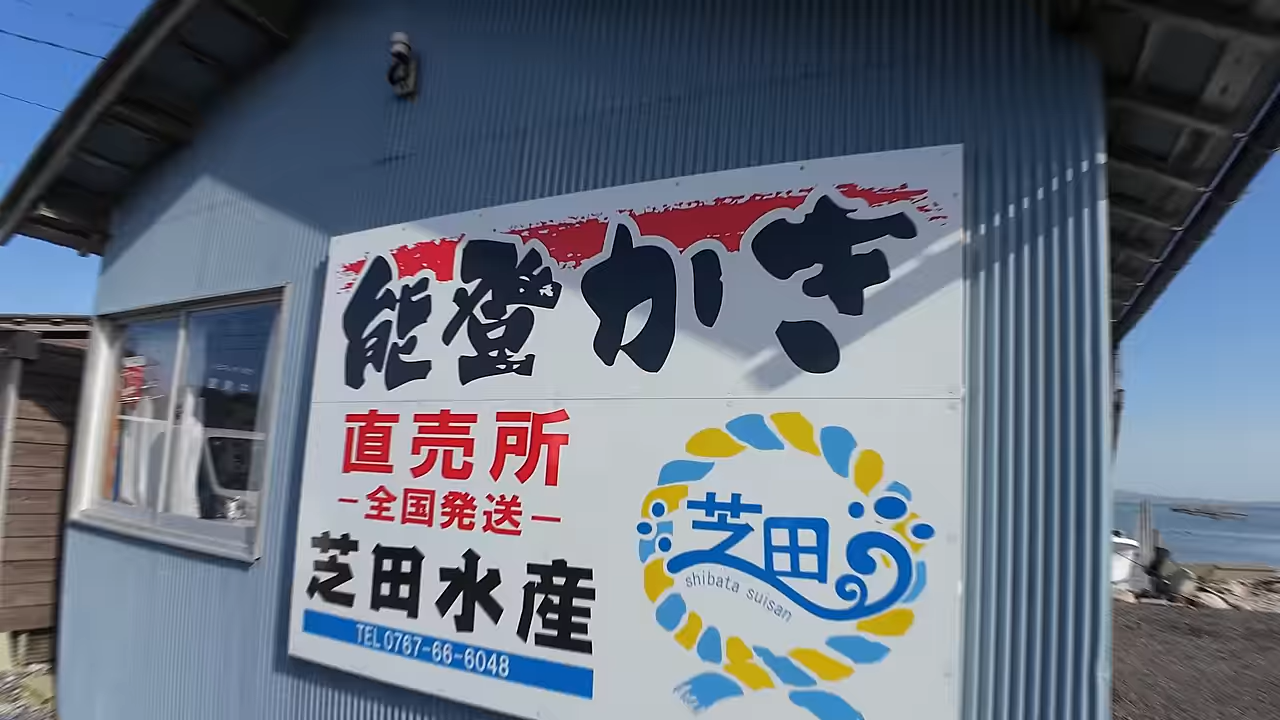 能登かき
直売所
－全国発送－
芝田水産
TEL 0767-66-6048
芝田
shibata suisan